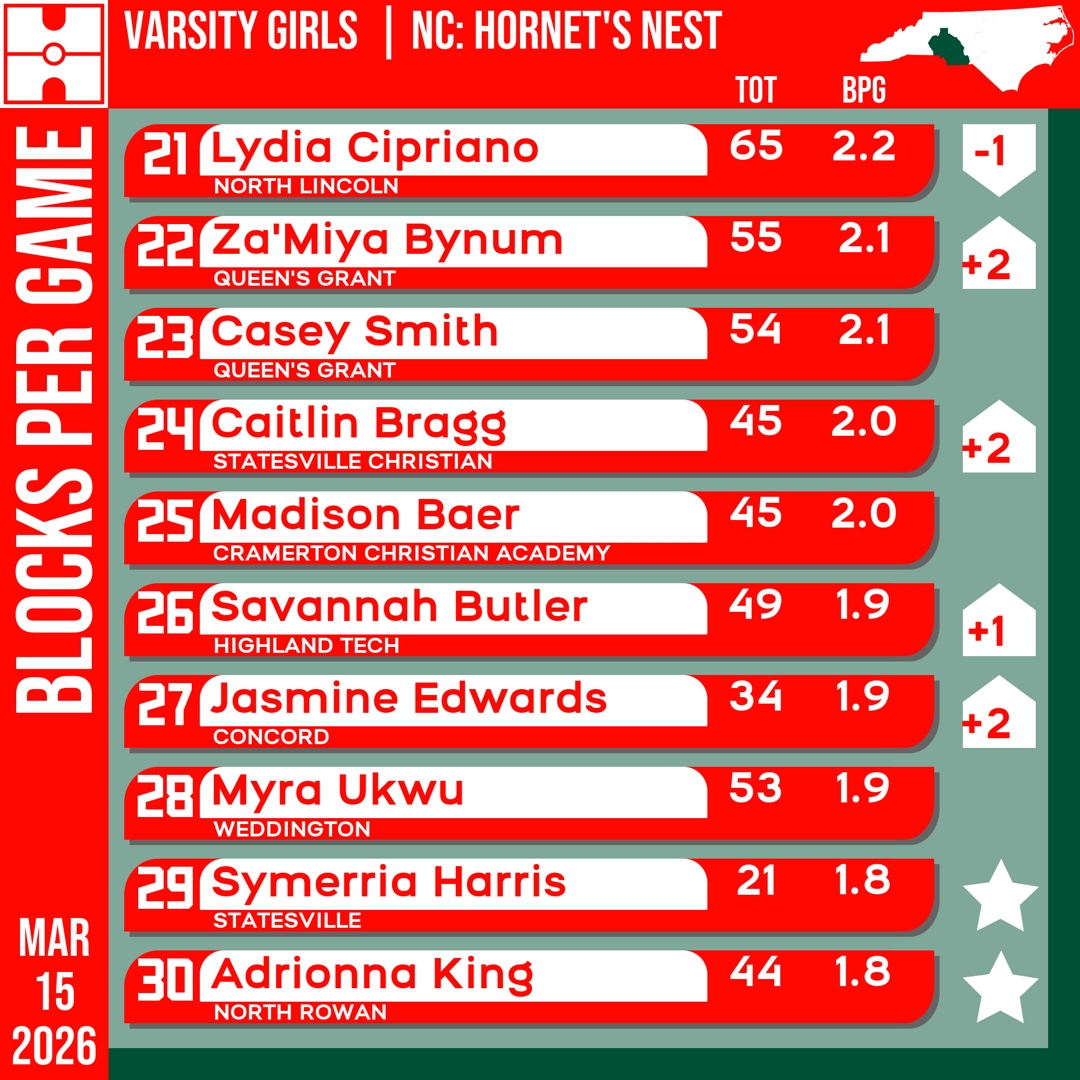 VARSITY GIRLS | NC: HORNET'S NEST
TOT BPG
BLOCKS PER GAME
MAR
15
2026
21 Lydia Cipriano 65 2.2 -1
NORTH LINCOLN
22 Za'Miya Bynum 55 2.1 +2
QUEEN'S GRANT
23 Casey Smith 54 2.1
QUEEN'S GRANT
24 Caitlin Bragg 45 2.0 +2
STATESVILLE CHRISTIAN
25 Madison Baer 45 2.0
CRAMERTON CHRISTIAN ACADEMY
26 Savannah Butler 49 1.9 +1
HIGHLAND TECH
27 Jasmine Edwards 34 1.9 +2
CONCORD
28 Myra Ukwu 53 1.9
WEDDINGTON
29 Symerria Harris 21 1.8
STATESVILLE
30 Adrionna King 44 1.8
NORTH ROWAN